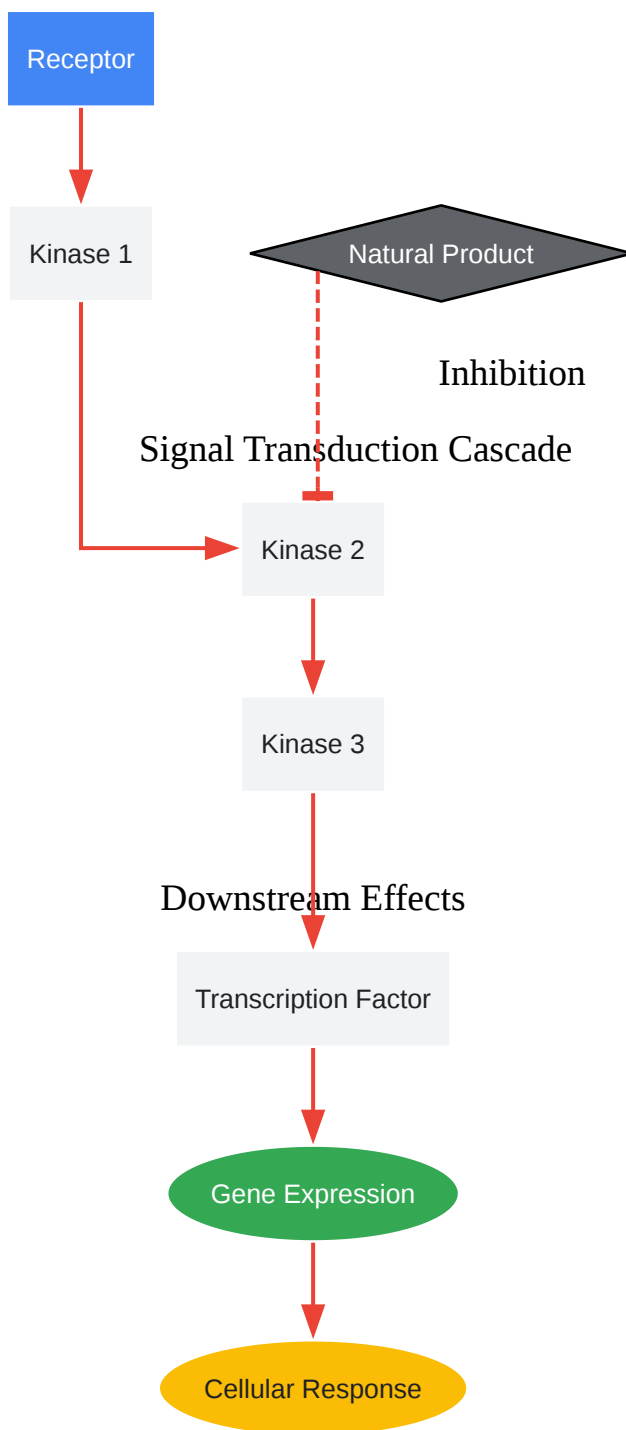 Receptor
Kinase 1
Natural Product
Inhibition
Signal Transduction Cascade
Kinase 2
Kinase 3
Downstream Effects
Transcription Factor
Gene Expression
Cellular Response